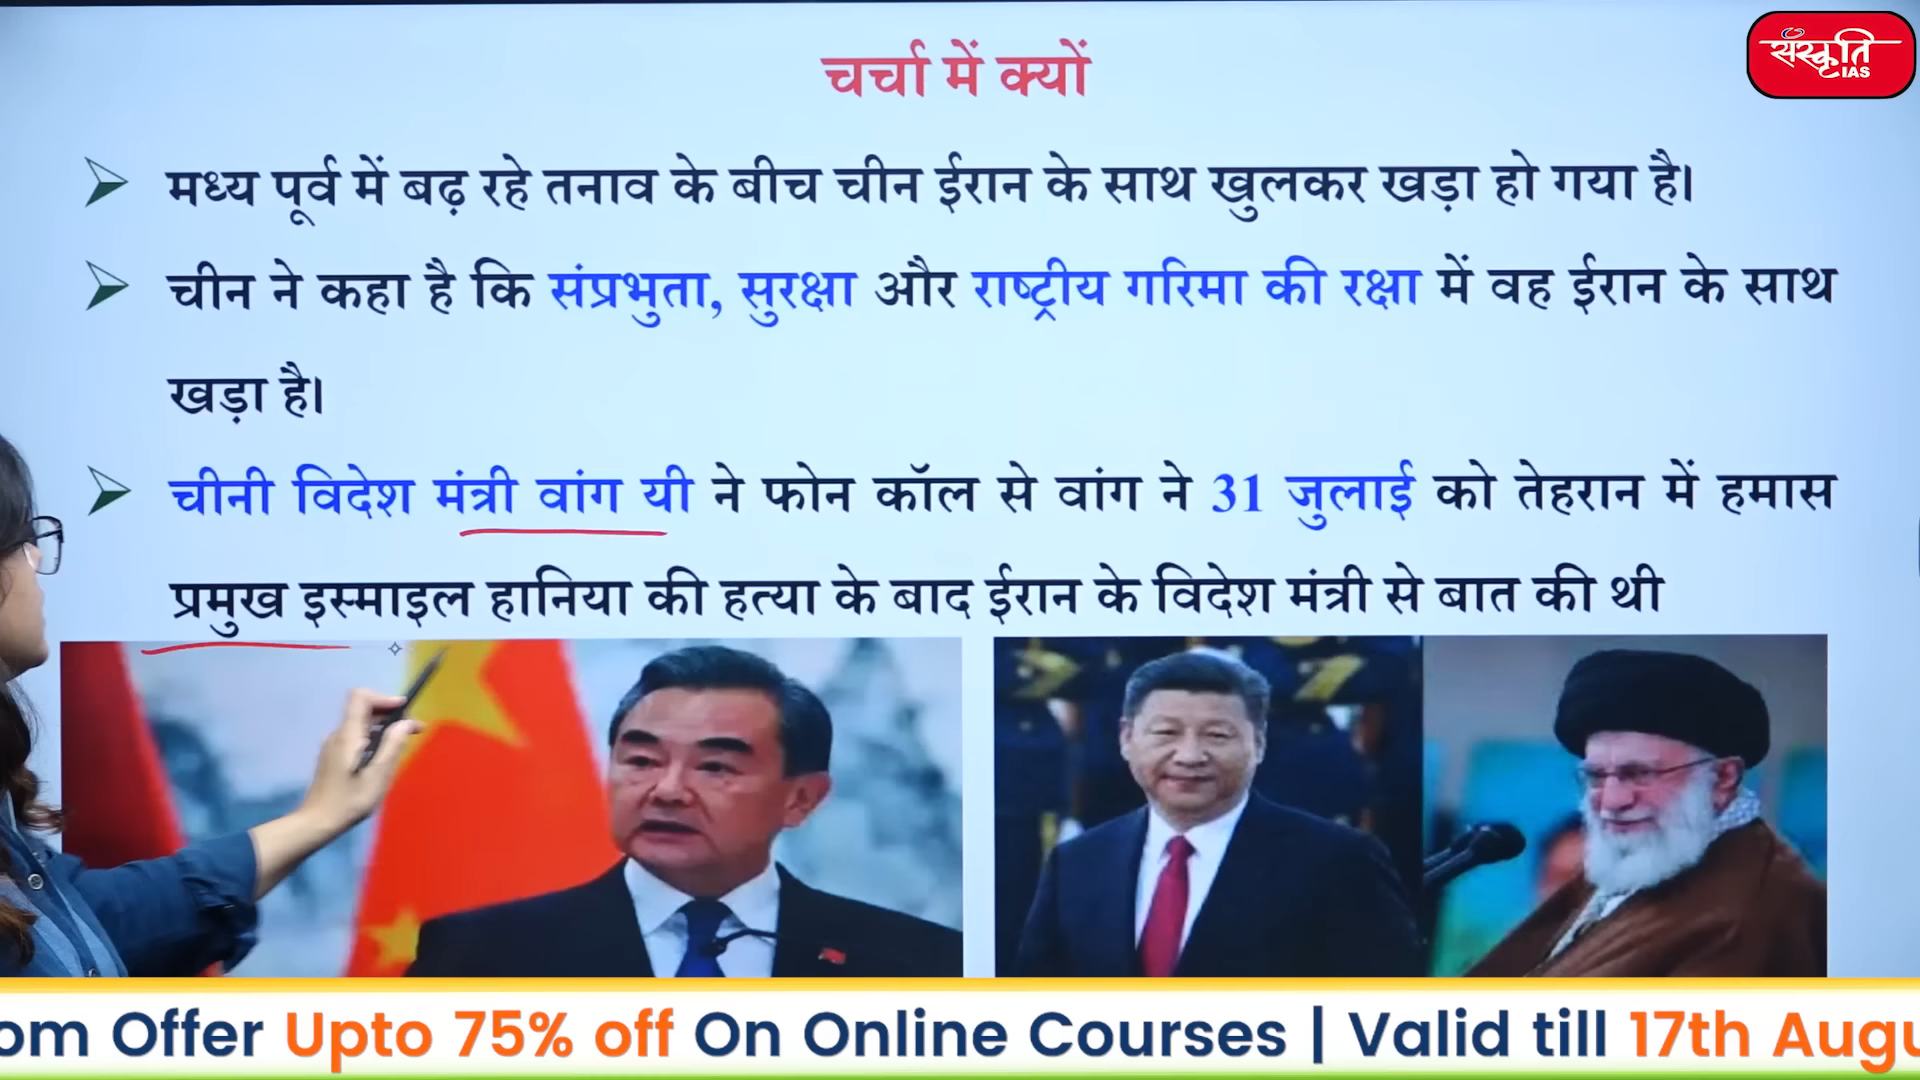 संस्कृति
IAS
चर्चा में क्यों
मध्य पूर्व में बढ़ रहे तनाव के बीच चीन ईरान के साथ खुलकर खड़ा हो गया है।
चीन ने कहा है कि संप्रभुता, सुरक्षा और राष्ट्रीय गरिमा की रक्षा में वह ईरान के साथ
खड़ा है।
चीनी विदेश मंत्री वांग यी ने फोन कॉल से वांग ने 31 जुलाई को तेहरान में हमास
प्रमुख इस्माइल हानिया की हत्या के बाद ईरान के विदेश मंत्री से बात की थी
om Offer Upto 75% off On Online Courses | Valid till 17th Augu